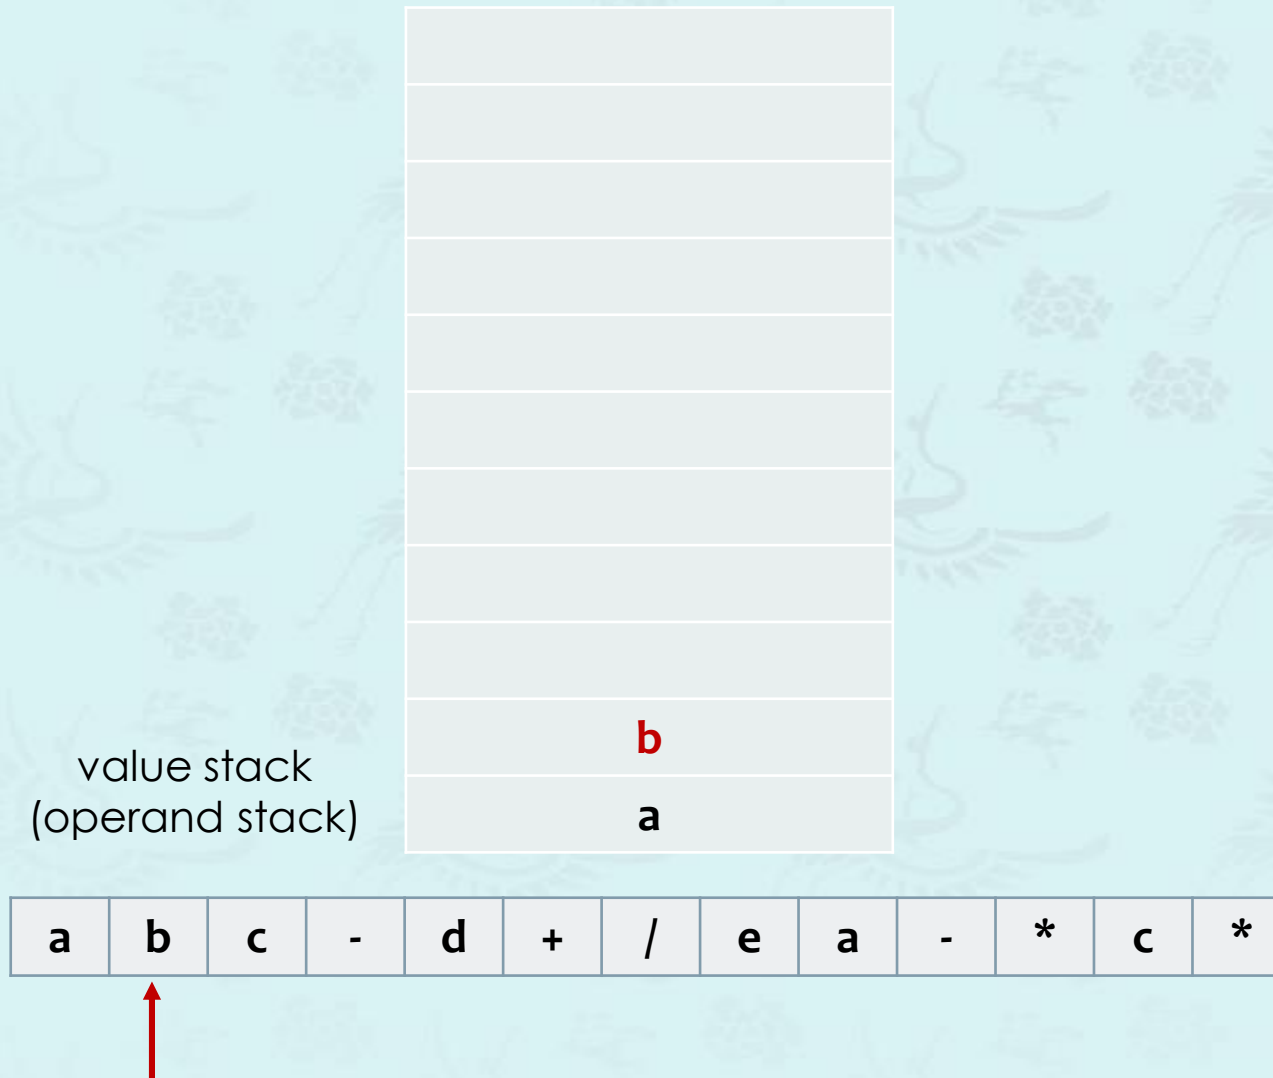 b
value stack
(operand stack)
a
a b c - d + / e a - * c *